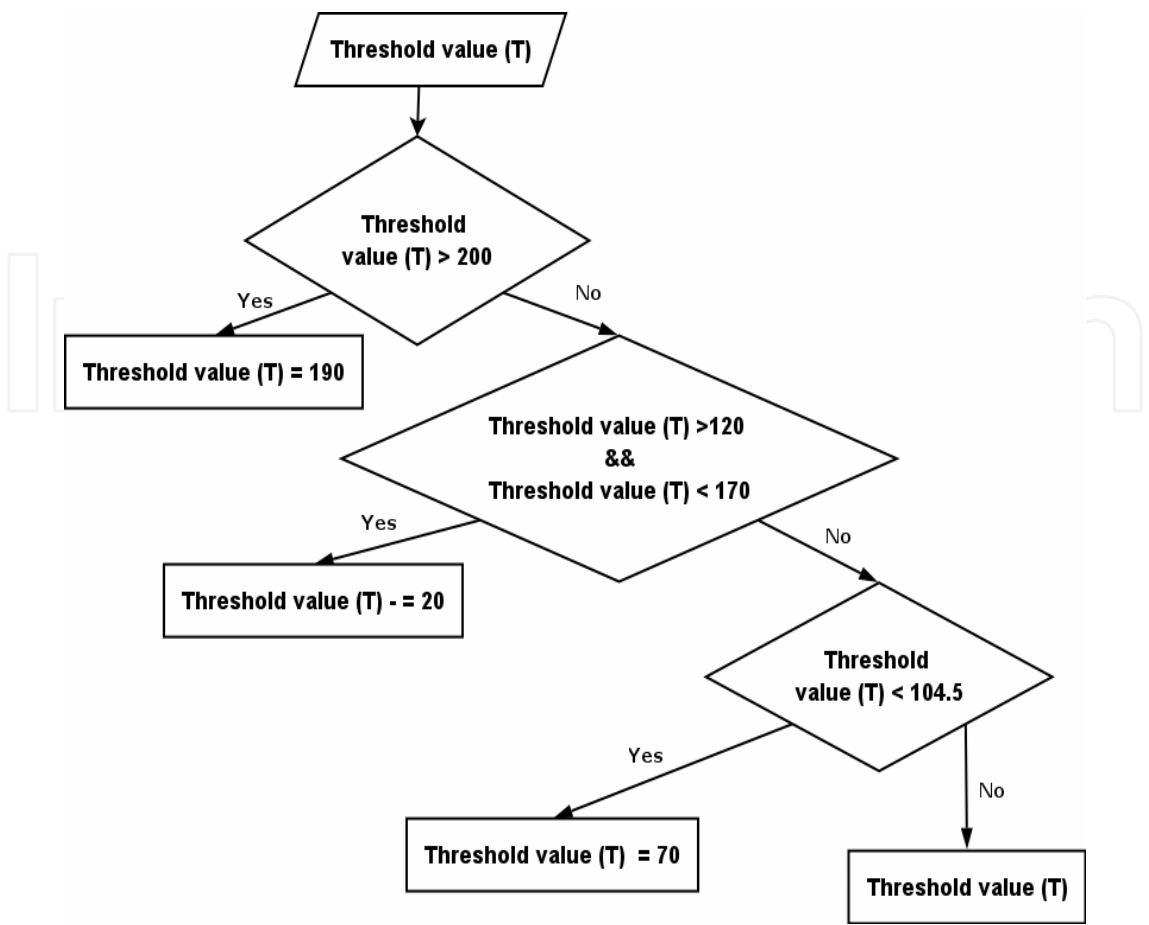 Threshold value (T)
Threshold
value (T) > 200
Yes
No
Threshold value (T) = 190
Threshold value (T) >120
&&
Threshold value (T) < 170
Yes
No
Threshold value (T) - = 20
Threshold
value (T) < 104.5
Yes
No
Threshold value (T)  = 70
Threshold value (T)